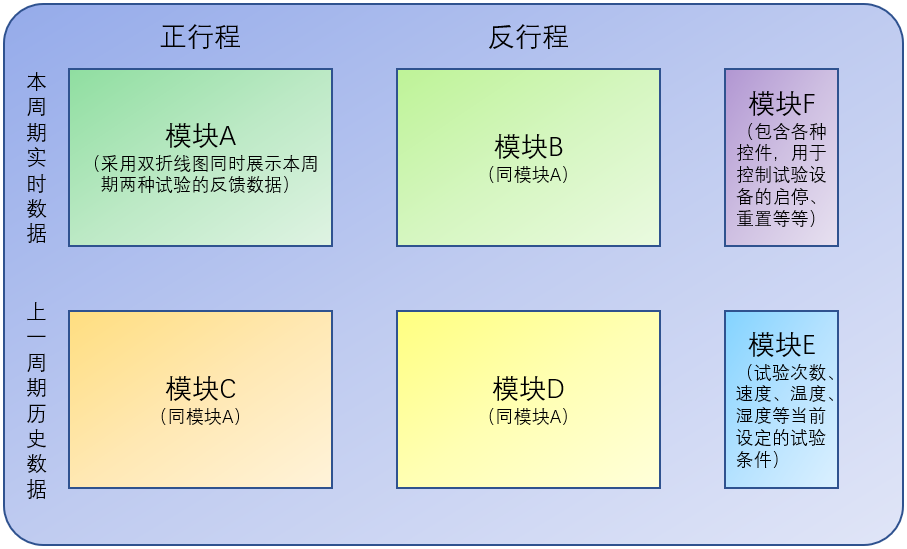 正行程
反行程
本周期实时数据
模块A
（采用双折线图同时展示本周
期两种试验的反馈数据）
模块B
（同模块A）
模块F
（包含各种
控件，用于
控制试验设
备的启停、
重置等等）
上一周期历史数据
模块C
（同模块A）
模块D
（同模块A）
模块E
（试验次数、
速度、温度、
湿度等当前
设定的试验
条件）